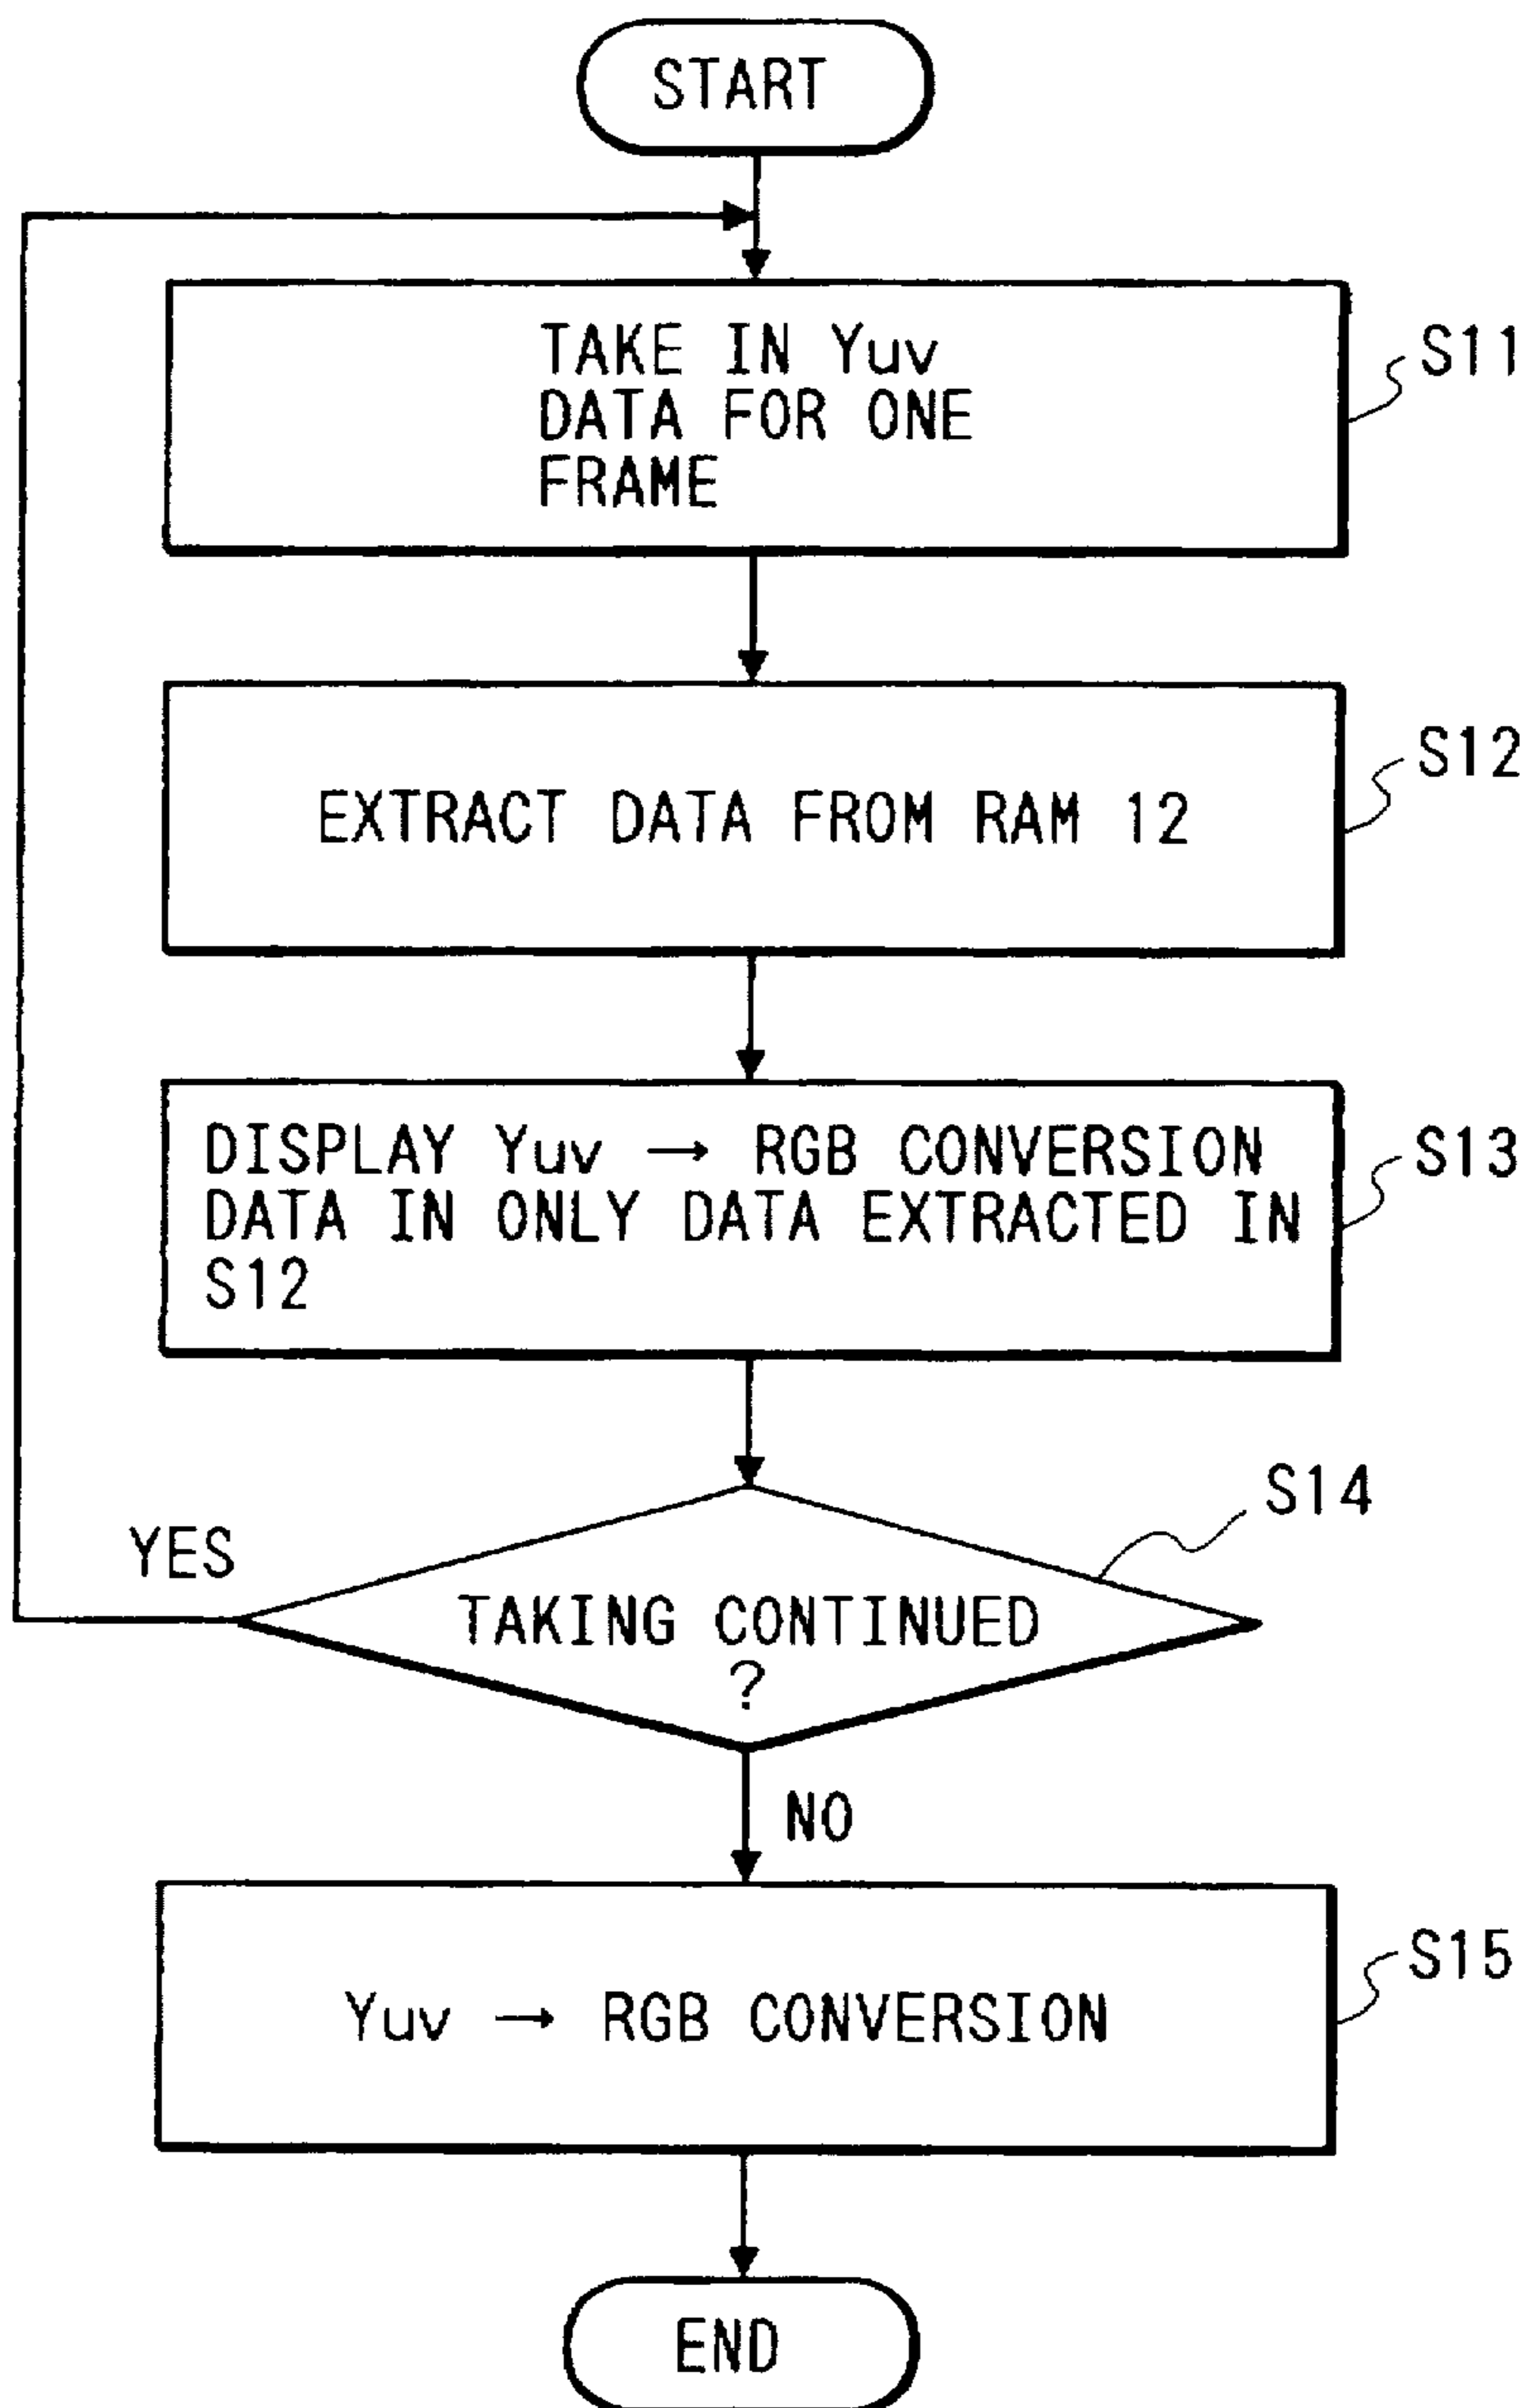 START
TAKE IN Yuv
DATA FOR ONE
FRAME
S11
EXTRACT DATA FROM RAM 12
S12
DISPLAY Yuv → RGB CONVERSION
DATA IN ONLY DATA EXTRACTED IN
S12
S13
S14
YES
TAKING CONTINUED
?
NO
Yuv → RGB CONVERSION
S15
END